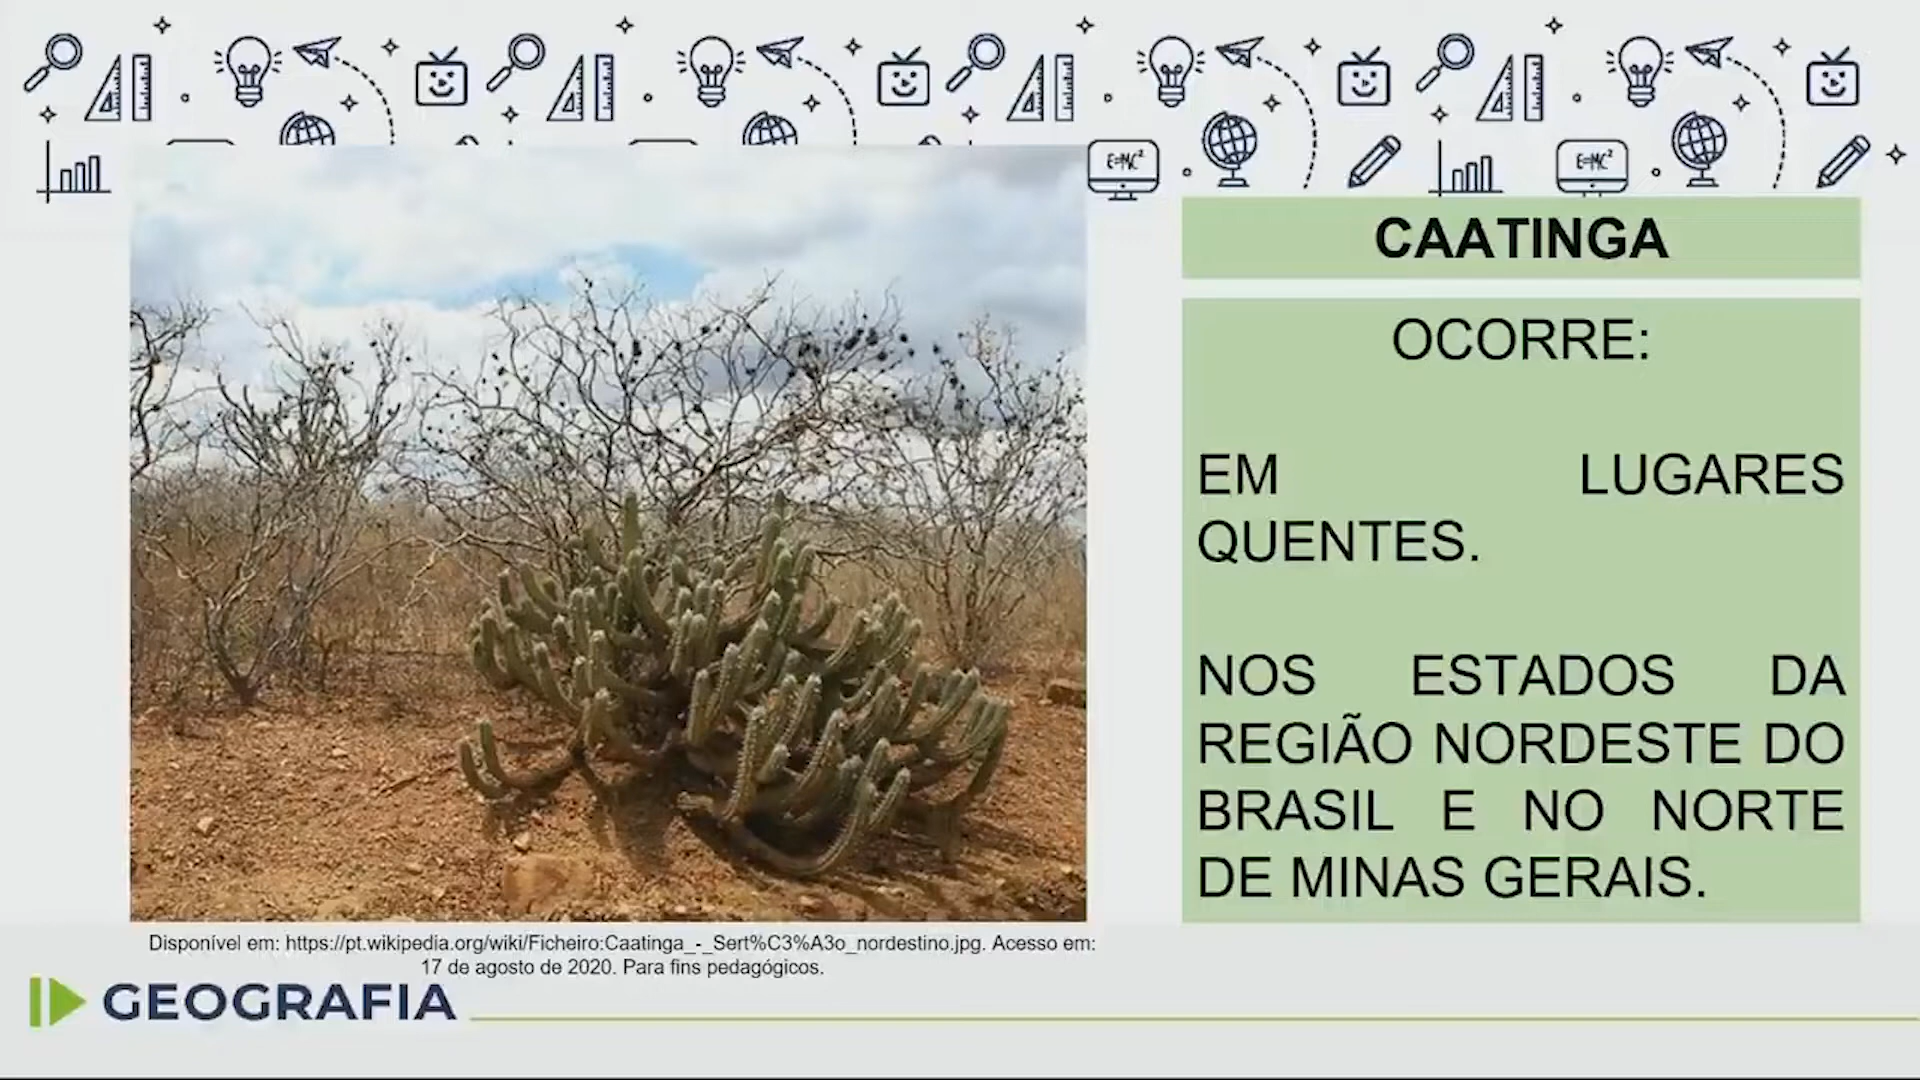 E=MC²
E=MC²
CAATINGA
OCORRE:
EM LUGARES
QUENTES.
NOS ESTADOS DA
REGIÃO NORDESTE DO
BRASIL E NO NORTE
DE MINAS GERAIS.
Disponível em: https://pt.wikipedia.org/wiki/Ficheiro:Caatinga_-_Sert%C3%A3o_nordestino.jpg. Acesso em:
17 de agosto de 2020. Para fins pedagógicos.
GEOGRAFIA